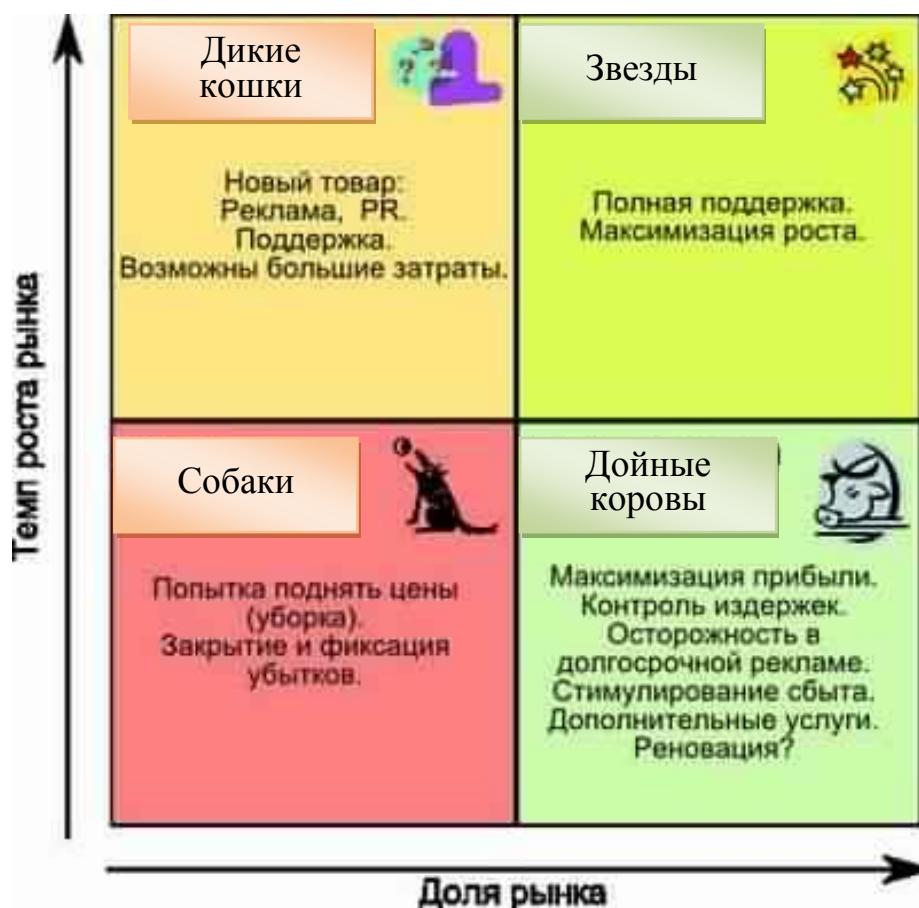 Дикие
кошки
? ? ?
Звезды
Новый товар:
Реклама, PR.
Поддержка.
Возможны большие затраты.
Полная поддержка.
Максимизация роста.
Темп роста рынка
Собаки
Дойные
коровы
Попытка поднять цены
(уборка).
Закрытие и фиксация
убытков.
Максимизация прибыли.
Контроль издержек.
Осторожность в
долгосрочной рекламе.
Стимулирование сбыта.
Дополнительные услуги.
Реновация?
Доля рынка